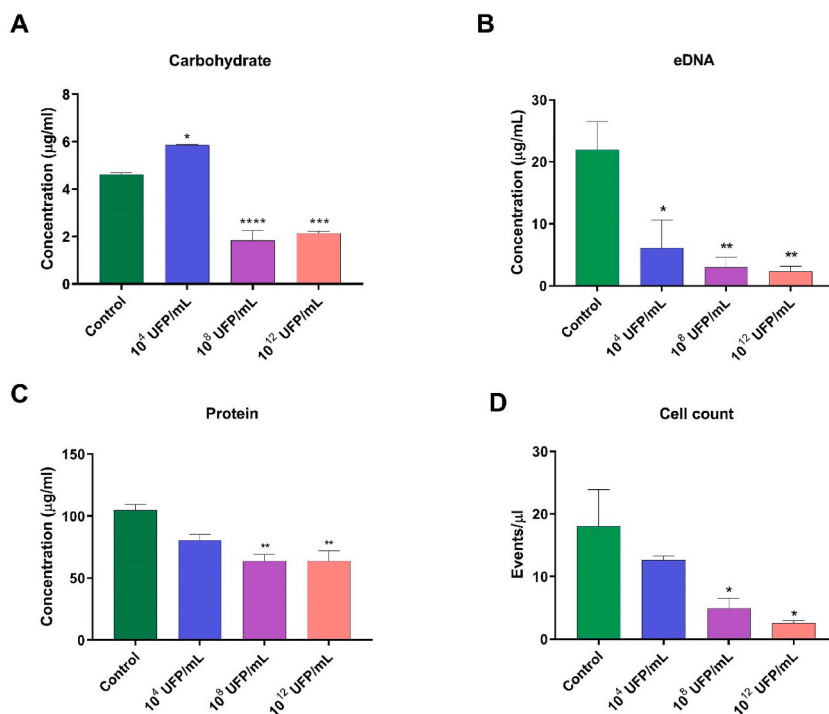 A
Carbohydrate
Concentration (µg/ml)
8
6
4
2
0
*
****
***
Control
10⁴ UFP/mL
10⁸ UFP/mL
10¹² UFP/mL
B
eDNA
Concentration (µg/mL)
30
20
10
0
*
**
**
Control
10⁴ UFP/mL
10⁸ UFP/mL
10¹² UFP/mL
C
Protein
Concentration (µg/ml)
150
100
50
0
**
**
Control
10⁴ UFP/mL
10⁸ UFP/mL
10¹² UFP/mL
D
Cell count
Events/µl
30
20
10
0
*
*
Control
10⁴ UFP/mL
10⁸ UFP/mL
10¹² UFP/mL